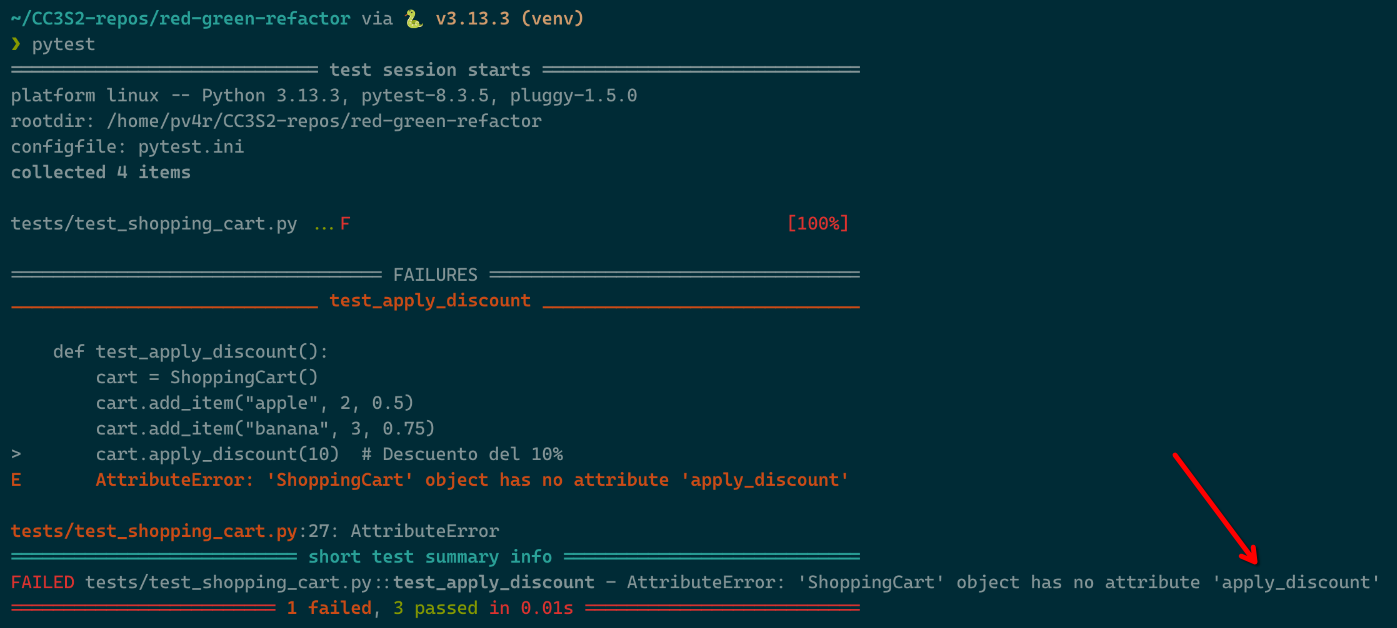 ~/CC3S2-repos/red-green-refactor via 🐍 v3.13.3 (venv)
❯ pytest
============================= test session starts ==============================
platform linux -- Python 3.13.3, pytest-8.3.5, pluggy-1.5.0
rootdir: /home/pv4r/CC3S2-repos/red-green-refactor
configfile: pytest.ini
collected 4 items
tests/test_shopping_cart.py ...F [100%]
=================================== FAILURES ===================================
_____________________________ test_apply_discount ______________________________
def test_apply_discount():
cart = ShoppingCart()
cart.add_item("apple", 2, 0.5)
cart.add_item("banana", 3, 0.75)
> cart.apply_discount(10)  # Descuento del 10%
E AttributeError: 'ShoppingCart' object has no attribute 'apply_discount'
tests/test_shopping_cart.py:27: AttributeError
=========================== short test summary info ============================
FAILED tests/test_shopping_cart.py::test_apply_discount - AttributeError: 'ShoppingCart' object has no attribute 'apply_discount'
========================= 1 failed, 3 passed in 0.01s ==========================